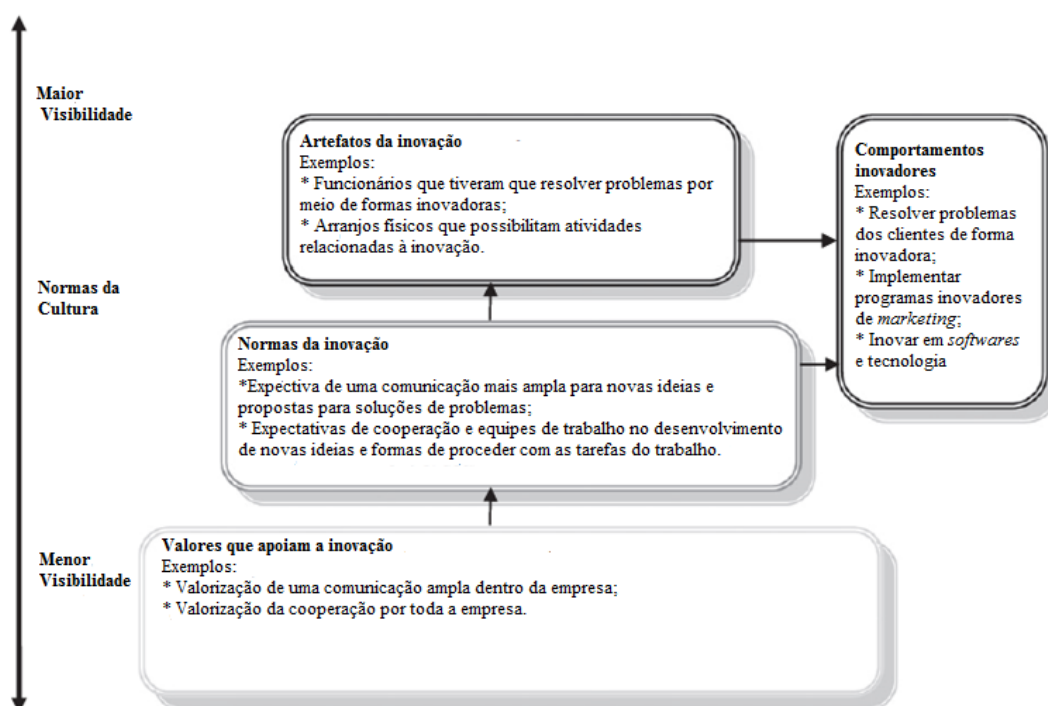 Maior
Visibilidade
Artefatos da inovação
Exemplos:
* Funcionários que tiveram que resolver problemas por
meio de formas inovadoras;
* Arranjos físicos que possibilitam atividades
relacionadas à inovação.
Comportamentos
inovadores
Exemplos:
* Resolver problemas
dos clientes de forma
inovadora;
* Implementar
programas inovadores
de marketing;
* Inovar em softwares
e tecnologia
Normas da
Cultura
Normas da inovação
Exemplos:
*Expectiva de uma comunicação mais ampla para novas ideias e
propostas para soluções de problemas;
* Expectativas de cooperação e equipes de trabalho no desenvolvimento
de novas ideias e formas de proceder com as tarefas do trabalho.
Menor
Visibilidade
Valores que apoiam a inovação
Exemplos:
* Valorização de uma comunicação ampla dentro da empresa;
* Valorização da cooperação por toda a empresa.